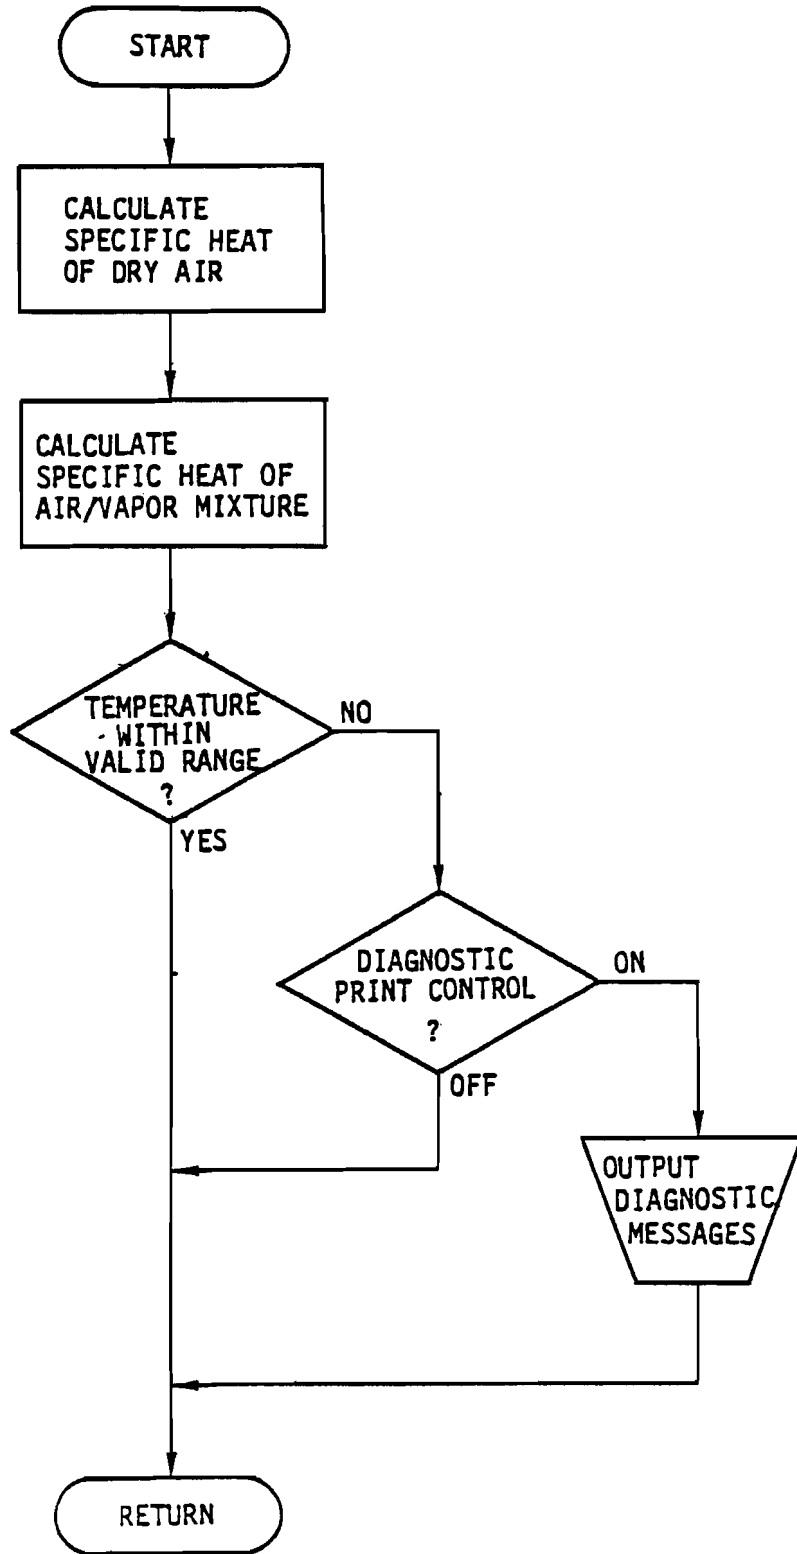 START
CALCULATE
SPECIFIC HEAT
OF DRY AIR
CALCULATE
SPECIFIC HEAT OF
AIR/VAPOR MIXTURE
TEMPERATURE
WITHIN
VALID RANGE
?
NO
YES
DIAGNOSTIC
PRINT CONTROL
?
ON
OFF
OUTPUT
DIAGNOSTIC
MESSAGES
RETURN